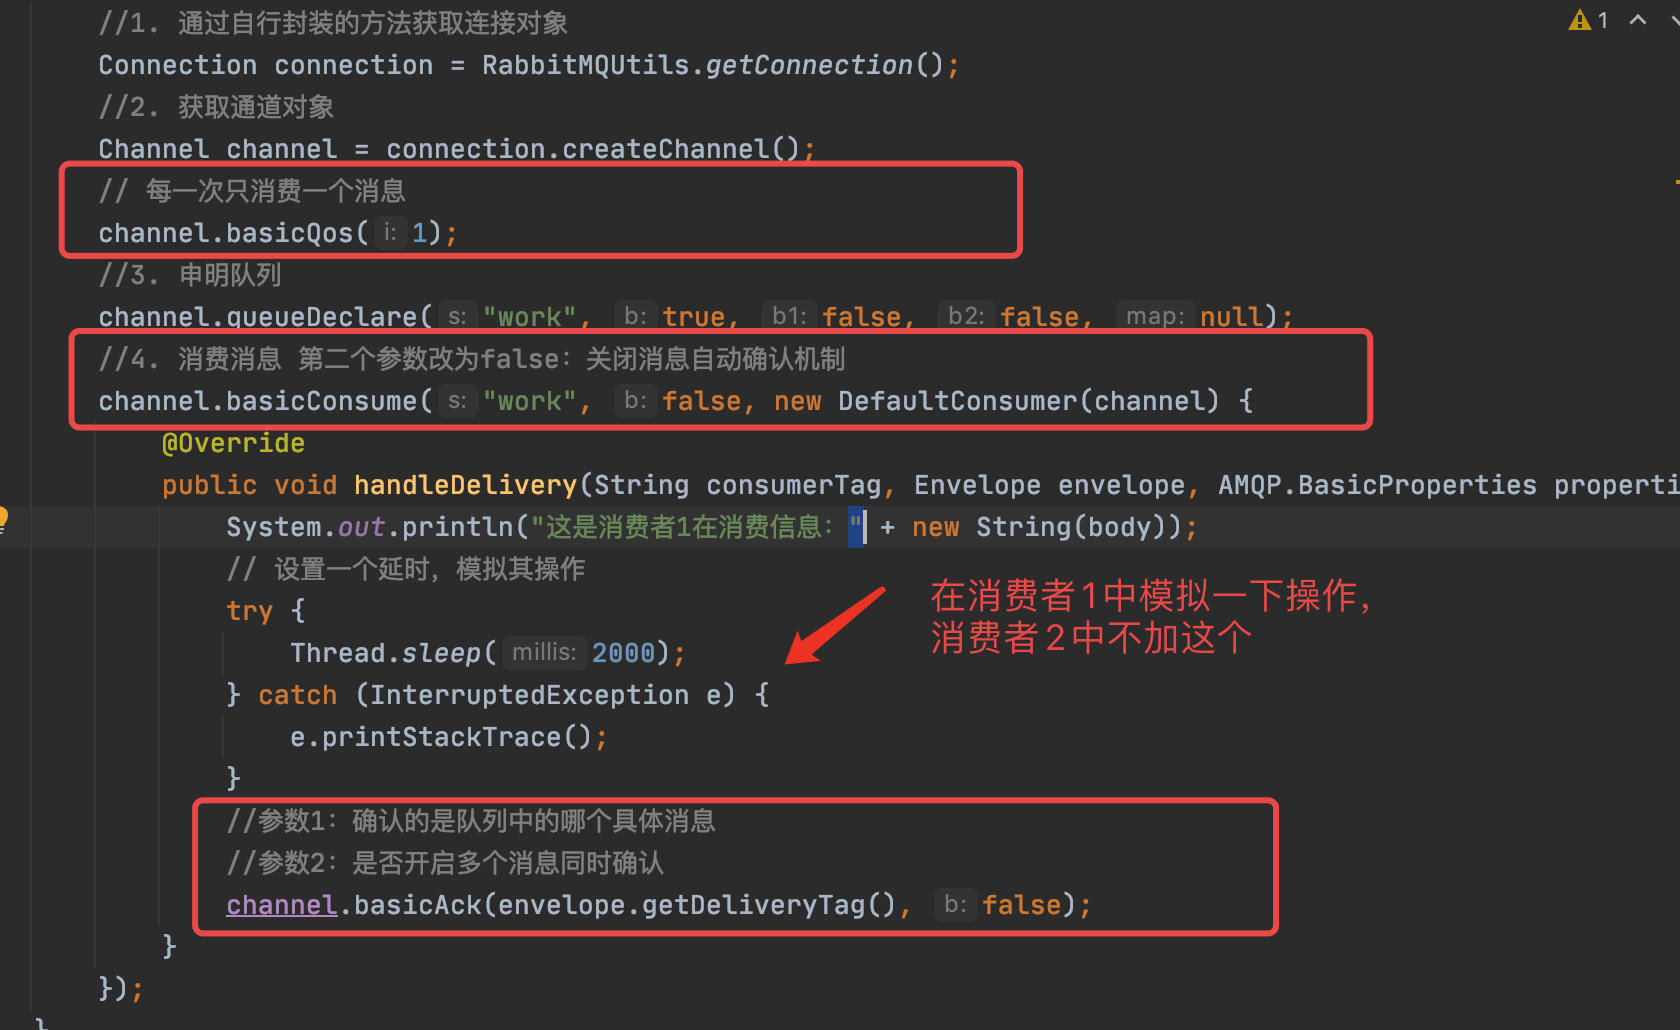 //1. 通过自行封装的方法获取连接对象
1
Connection connection = RabbitMQUtils.getConnection();
//2. 获取通道对象
Channel channel = connection.createChannel();
// 每一次只消费一个消息
channel.basicQos( i: 1);
//3. 申明队列
channel.queueDeclare( s: "work", b: true, b1: false, b2: false, map: null);
//4. 消费消息 第二个参数改为false：关闭消息自动确认机制
channel.basicConsume( s: "work", b: false, new DefaultConsumer(channel) {
@Override
public void handleDelivery(String consumerTag, Envelope envelope, AMQP.BasicProperties properti
System.out.println("这是消费者1在消费信息：" + new String(body));
// 设置一个延时，模拟其操作
try {
在消费者1中模拟一下操作，
消费者2中不加这个
Thread.sleep( millis: 2000);
} catch (InterruptedException e) {
e.printStackTrace();
}
//参数1：确认的是队列中的哪个具体消息
//参数2：是否开启多个消息同时确认
channel.basicAck(envelope.getDeliveryTag(), b: false);
}
});
}